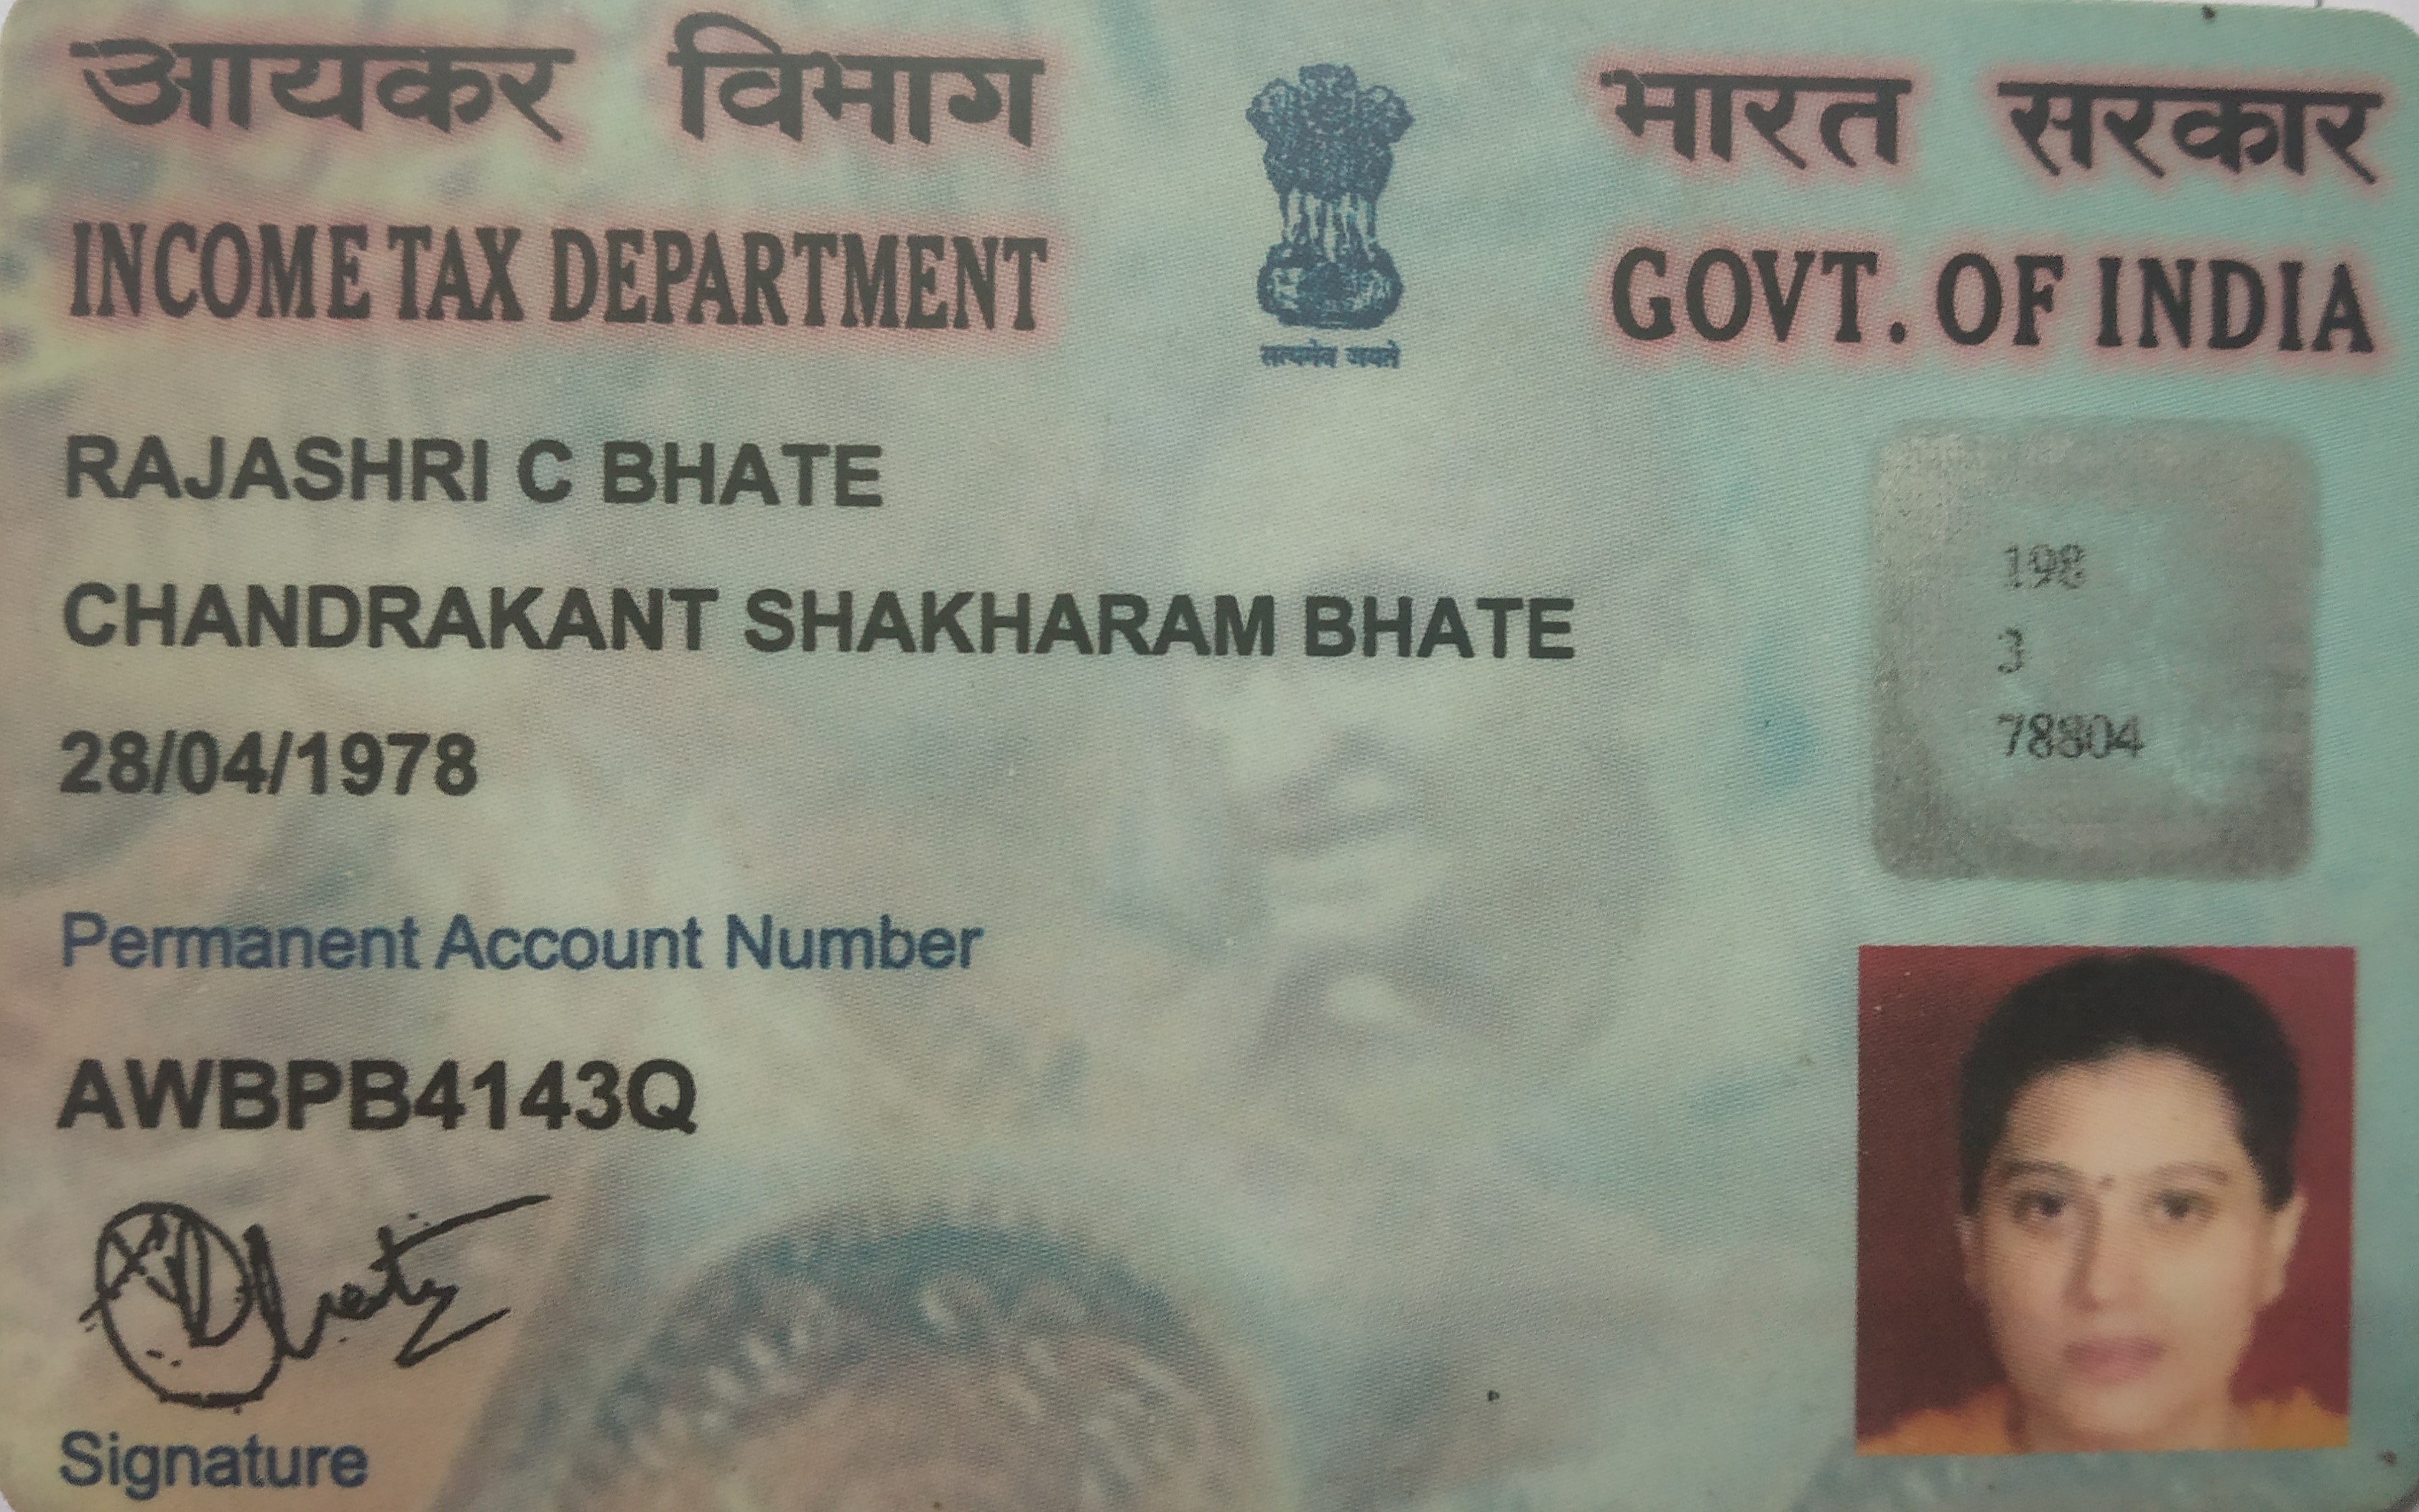 आयकर विभाग
INCOME TAX DEPARTMENT
सत्यमेव जयते
भारत सरकार
GOVT. OF INDIA
RAJASHRI C BHATE
CHANDRAKANT SHAKHARAM BHATE
28/04/1978
198
3
78804
Permanent Account Number
AWBPB4143Q
Signature